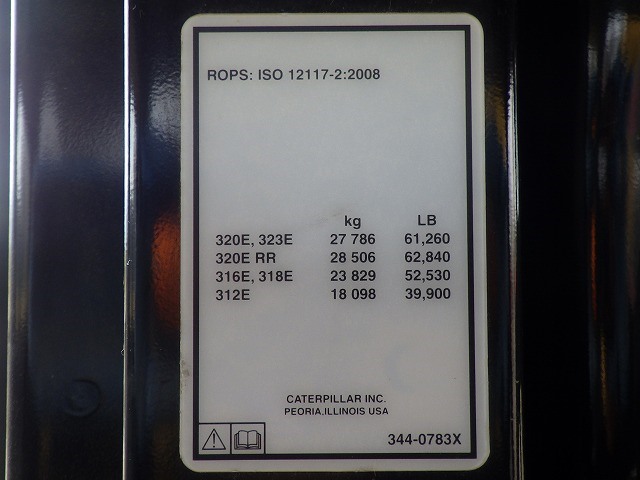 ROPS: ISO 12117-2:2008
kg LB
320E, 323E 27 786 61,260
320E RR 28 506 62,840
316E, 318E 23 829 52,530
312E 18 098 39,900
CATERPILLAR INC.
PEORIA,ILLINOIS USA
344-0783X